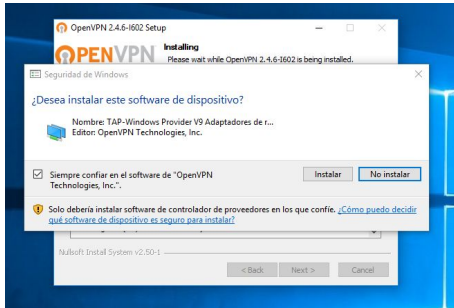 OpenVPN 2.4.6-I602 Setup
OPENVPN
Installing
Please wait while OpenVPN 2.4.6-I602 is being installed.
Seguridad de Windows
¿Desea instalar este software de dispositivo?
Nombre: TAP-Windows Provider V9 Adaptadores de r...
Editor: OpenVPN Technologies, Inc.
Siempre confiar en el software de "OpenVPN
Technologies, Inc.".
Instalar
No instalar
Solo debería instalar software de controlador de proveedores en los que confíe. ¿Cómo puedo decidir
qué software de dispositivo es seguro para instalar?
Nullsoft Install System v2.50-1
< Back
Next >
Cancel